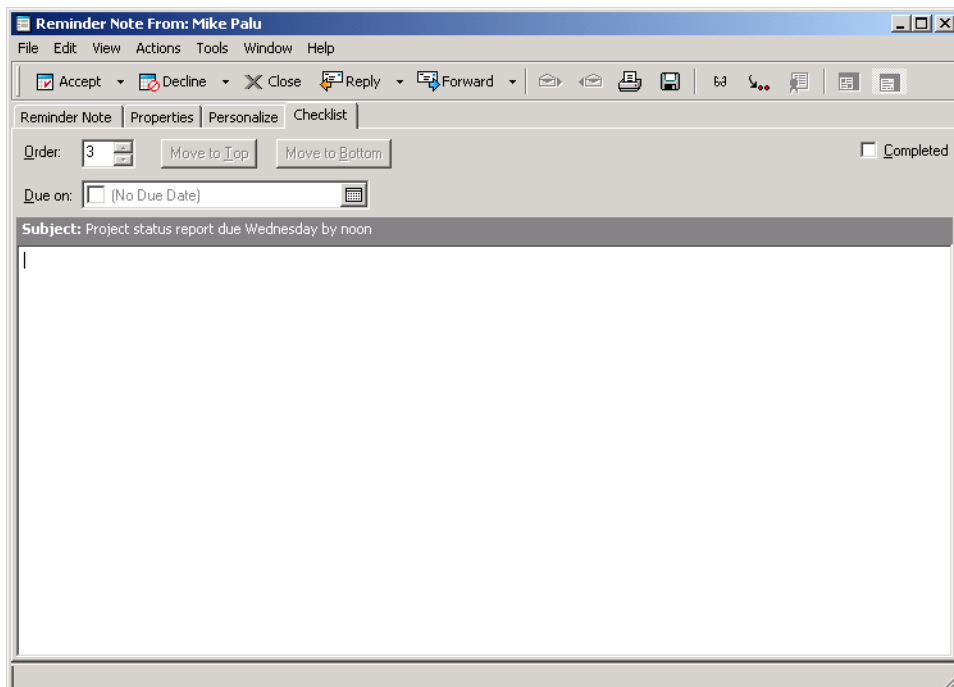 Reminder Note From: Mike Palu
File Edit View Actions Tools Window Help
Accept Decline Close Reply Forward
Reminder Note Properties Personalize Checklist
Order: 3 Move to Top Move to Bottom Completed
Due on: (No Due Date)
Subject: Project status report due Wednesday by noon